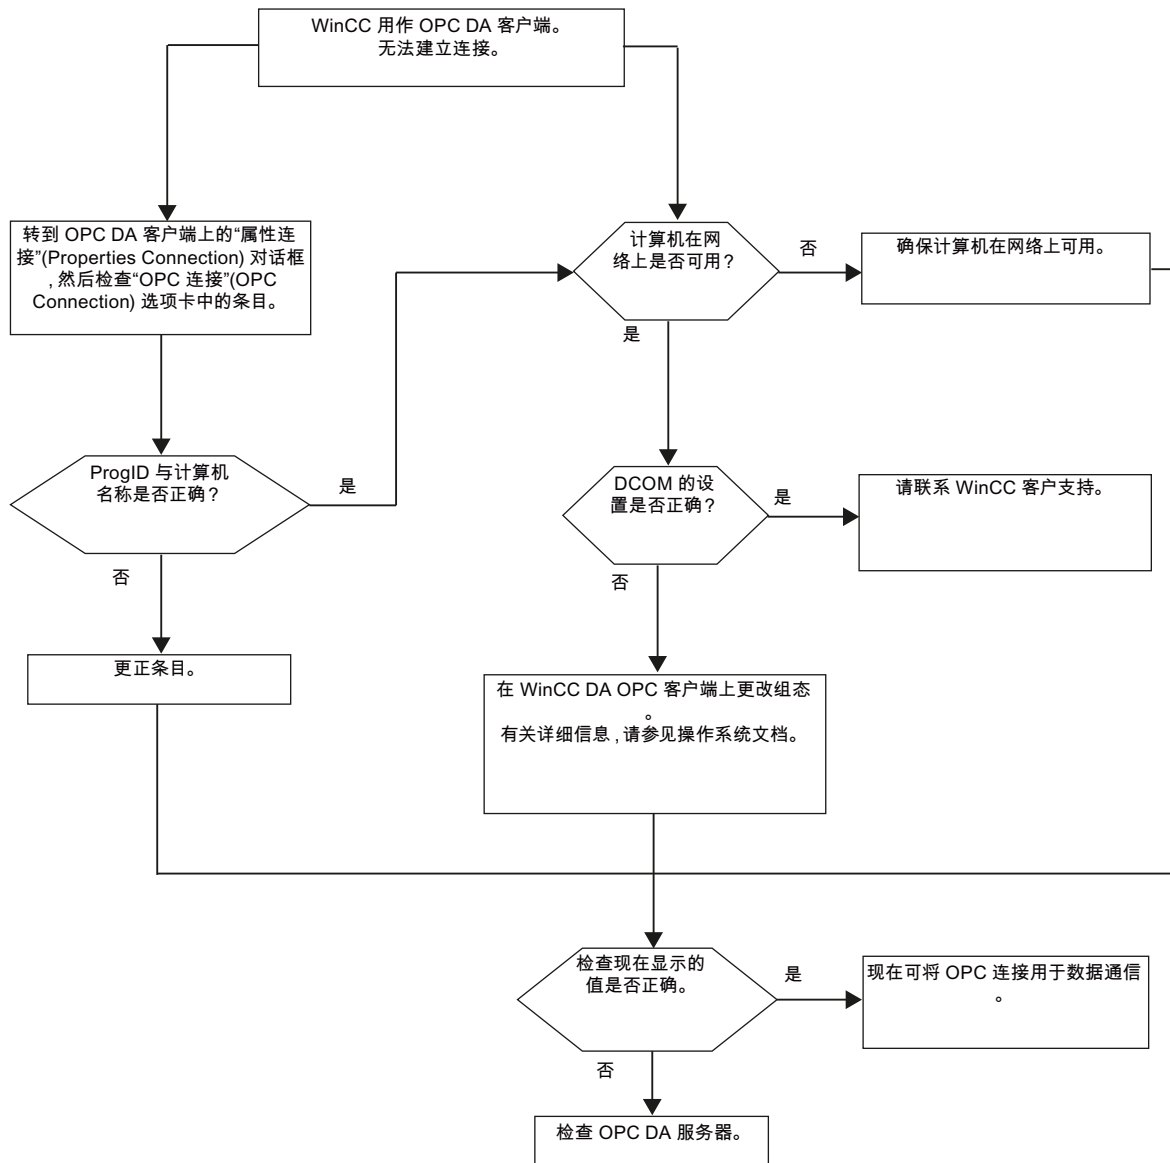 WinCC 用作 OPC DA 客户端。
无法建立连接。
转到 OPC DA 客户端上的“属性连
接”(Properties Connection) 对话框
，然后检查“OPC 连接”(OPC
Connection) 选项卡中的条目。
计算机在网
络上是否可用？
否
确保计算机在网络上可用。
是
ProgID 与计算机
名称是否正确？
是
DCOM 的设
置是否正确？
是
请联系 WinCC 客户支持。
否
否
更正条目。
在 WinCC DA OPC 客户端上更改组态
。
有关详细信息，请参见操作系统文档。
检查现在显示的
值是否正确。
是
现在可将 OPC 连接用于数据通信
。
否
检查 OPC DA 服务器。